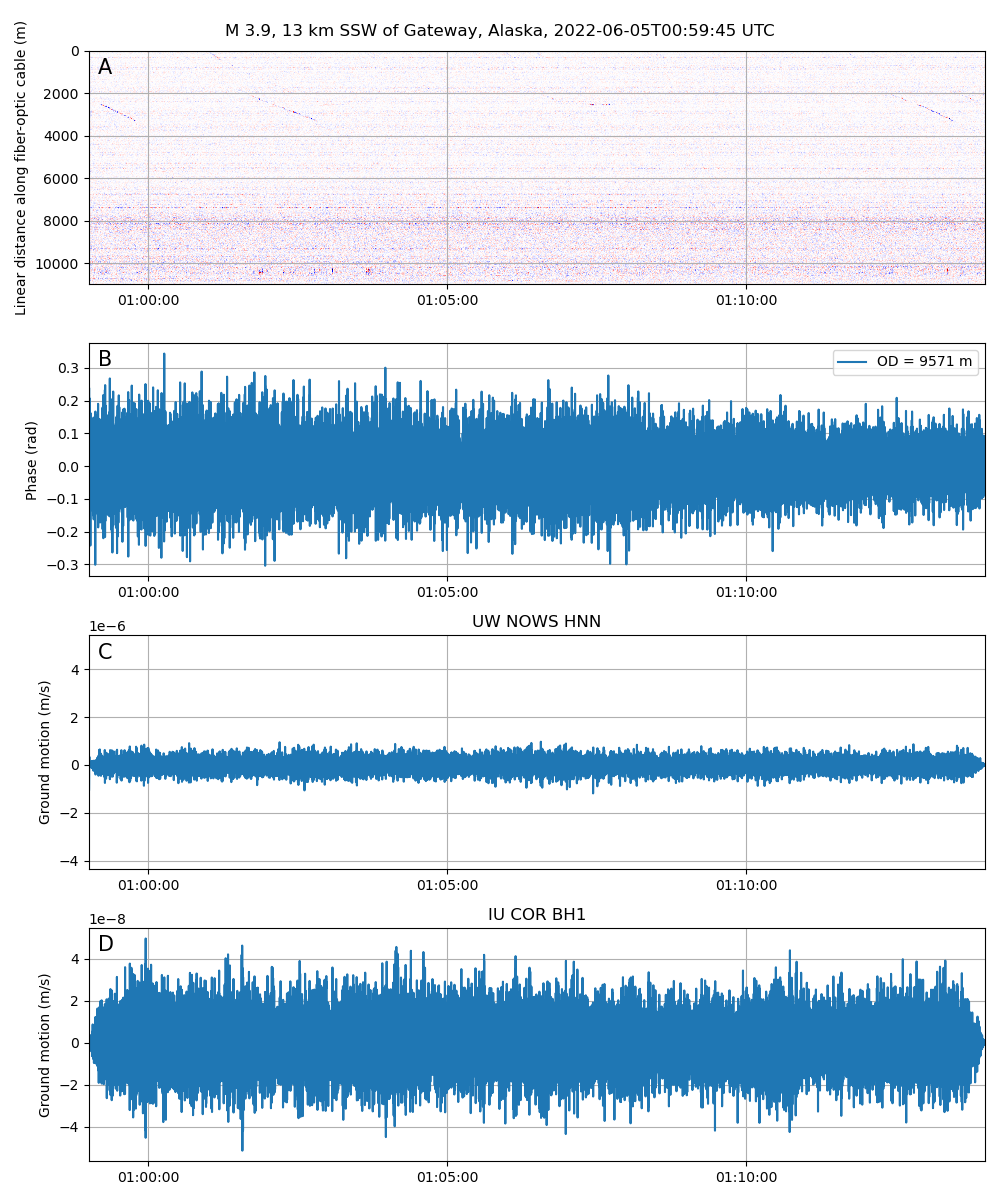 M 3.9, 13 km SSW of Gateway, Alaska, 2022-06-05T00:59:45 UTC
A
Linear distance along fiber-optic cable (m)
0
2000
4000
6000
8000
10000
01:00:00 01:05:00 01:10:00
B
OD = 9571 m
Phase (rad)
0.3
0.2
0.1
0.0
−0.1
−0.2
−0.3
01:00:00 01:05:00 01:10:00
UW NOWS HNN
1e−6
C
Ground motion (m/s)
4
2
0
−2
−4
01:00:00 01:05:00 01:10:00
IU COR BH1
1e−8
D
Ground motion (m/s)
4
2
0
−2
−4
01:00:00 01:05:00 01:10:00